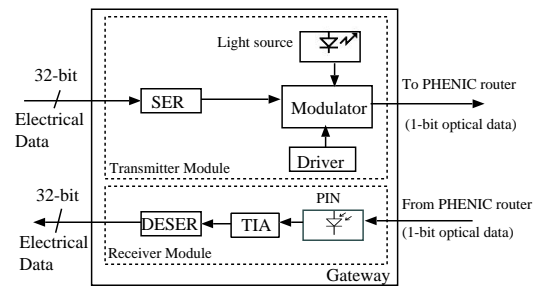 Light source
32-bit
SER
Modulator
To PHENIC router
Electrical
Data
(1-bit optical data)
Driver
Transmitter Module
32-bit
PIN
From PHENIC router
DESER
TIA
Electrical
Data
(1-bit optical data)
Receiver Module
Gateway